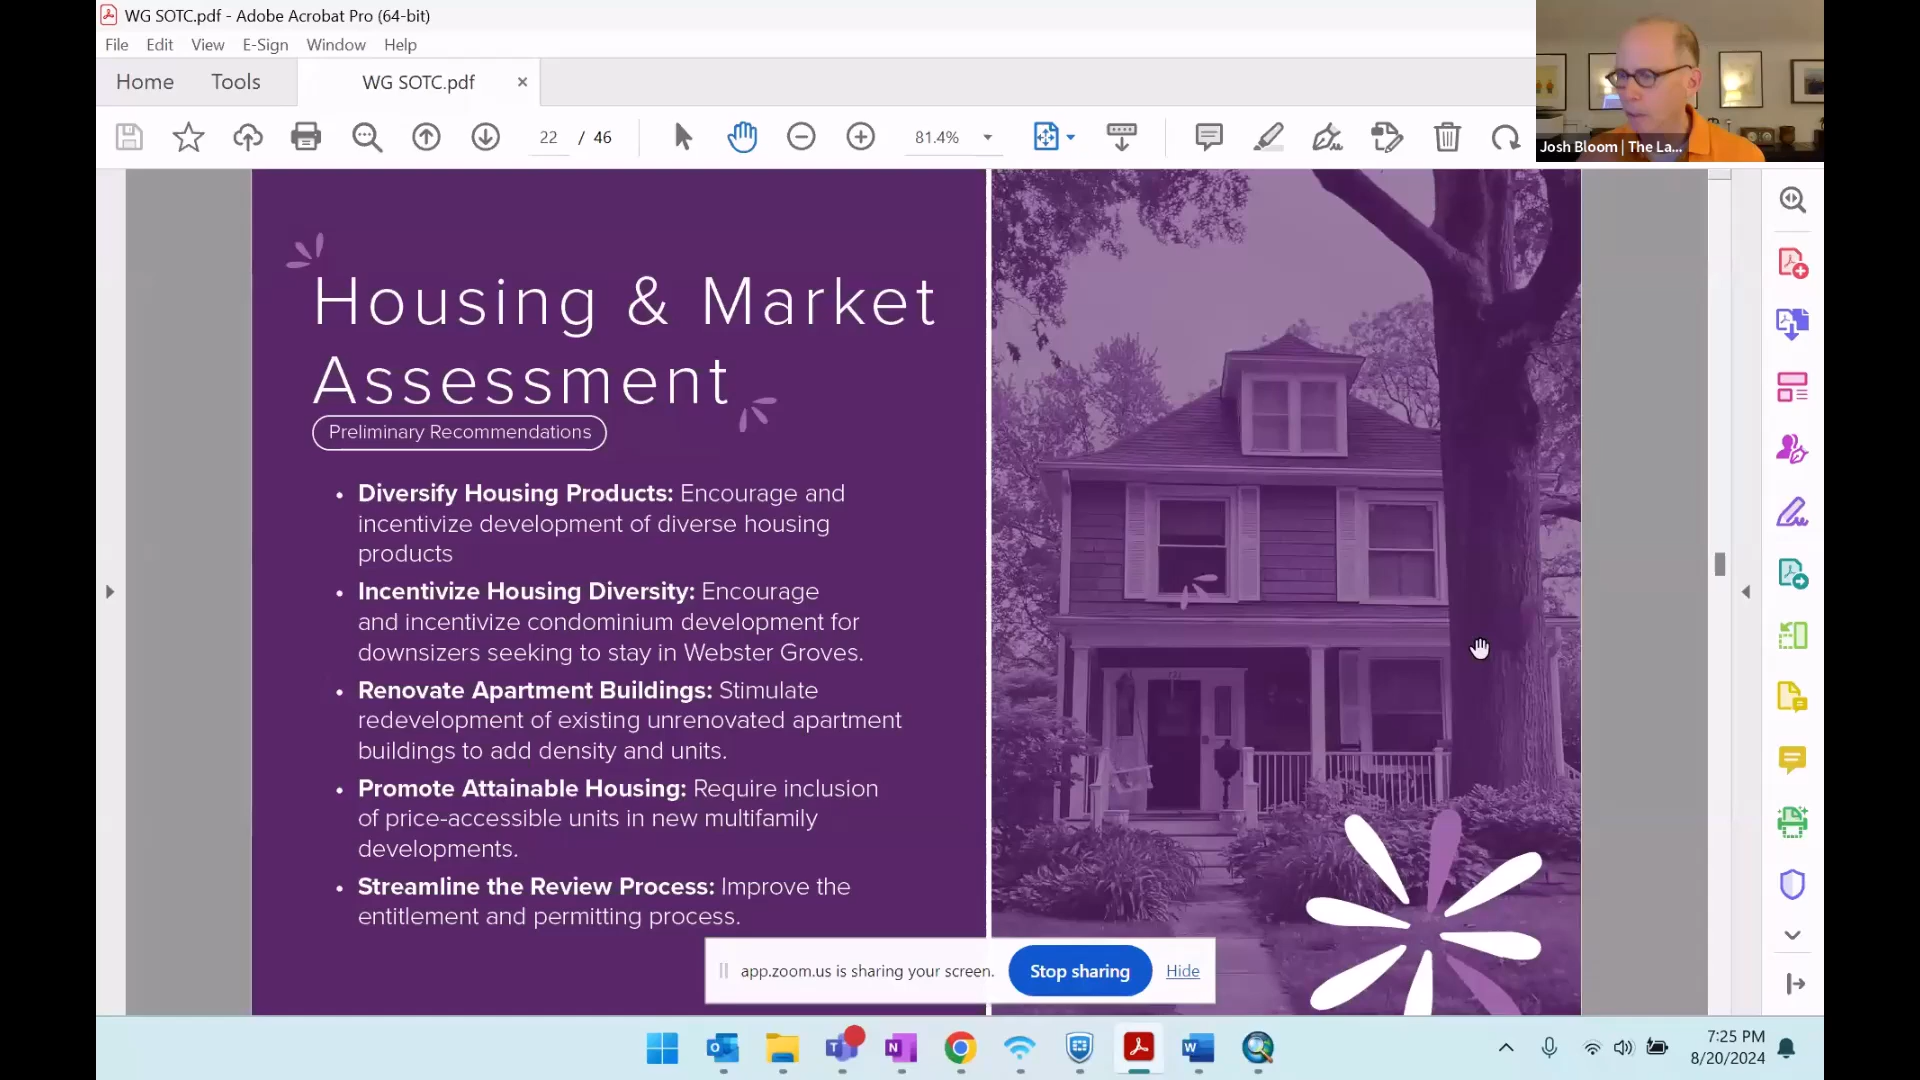 WG SOTC.pdf - Adobe Acrobat Pro (64-bit)
File Edit View E-Sign Window Help
Home Tools WG SOTC.pdf ×
22 / 46 81.4%
Josh Bloom | The La...
Housing & Market
Assessment
Preliminary Recommendations
• Diversify Housing Products: Encourage and
incentivize development of diverse housing
products
• Incentivize Housing Diversity: Encourage
and incentivize condominium development for
downsizers seeking to stay in Webster Groves.
• Renovate Apartment Buildings: Stimulate
redevelopment of existing unrenovated apartment
buildings to add density and units.
• Promote Attainable Housing: Require inclusion
of price-accessible units in new multifamily
developments.
• Streamline the Review Process: Improve the
entitlement and permitting process.
app.zoom.us is sharing your screen. Stop sharing Hide
7:25 PM
8/20/2024